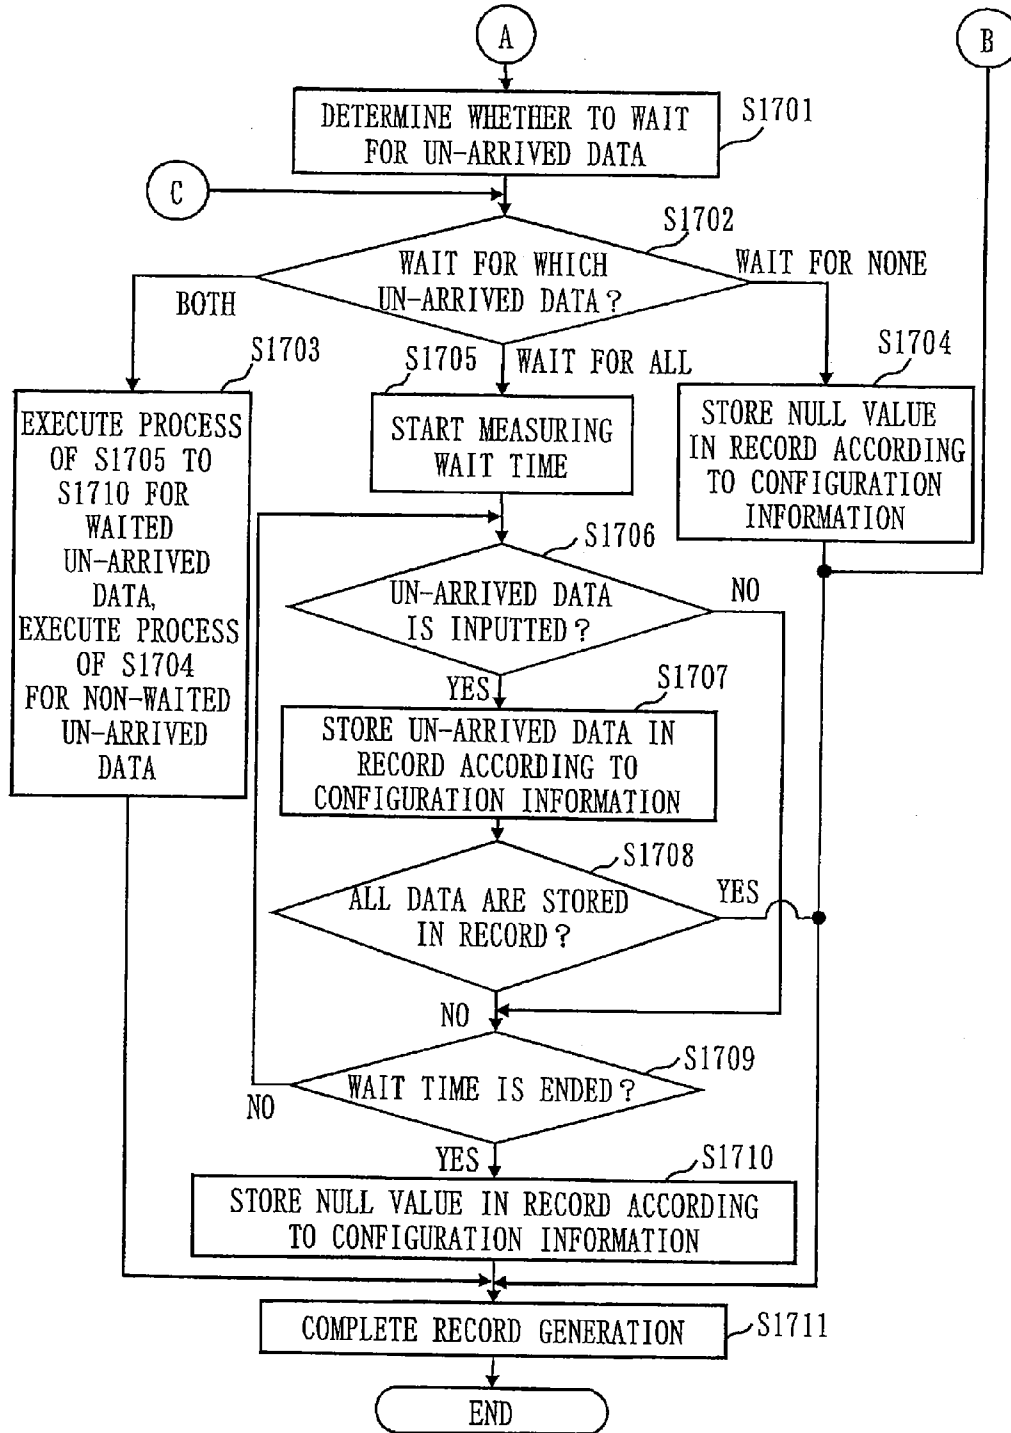 A
B
DETERMINE WHETHER TO WAIT
FOR UN-ARRIVED DATA
S1701
C
S1702
WAIT FOR WHICH
UN-ARRIVED DATA?
WAIT FOR NONE
BOTH
S1703
S1705
WAIT FOR ALL
S1704
EXECUTE PROCESS
OF S1705 TO
S1710 FOR
WAITED
UN-ARRIVED
DATA,
EXECUTE PROCESS
OF S1704
FOR NON-WAITED
UN-ARRIVED
DATA
START MEASURING
WAIT TIME
STORE NULL VALUE
IN RECORD ACCORDING
TO CONFIGURATION
INFORMATION
S1706
UN-ARRIVED DATA
IS INPUTTED?
NO
YES
S1707
STORE UN-ARRIVED DATA IN
RECORD ACCORDING TO
CONFIGURATION INFORMATION
S1708
ALL DATA ARE STORED
IN RECORD?
YES
NO
S1709
WAIT TIME IS ENDED?
NO
YES
S1710
STORE NULL VALUE IN RECORD ACCORDING
TO CONFIGURATION INFORMATION
COMPLETE RECORD GENERATION
S1711
END